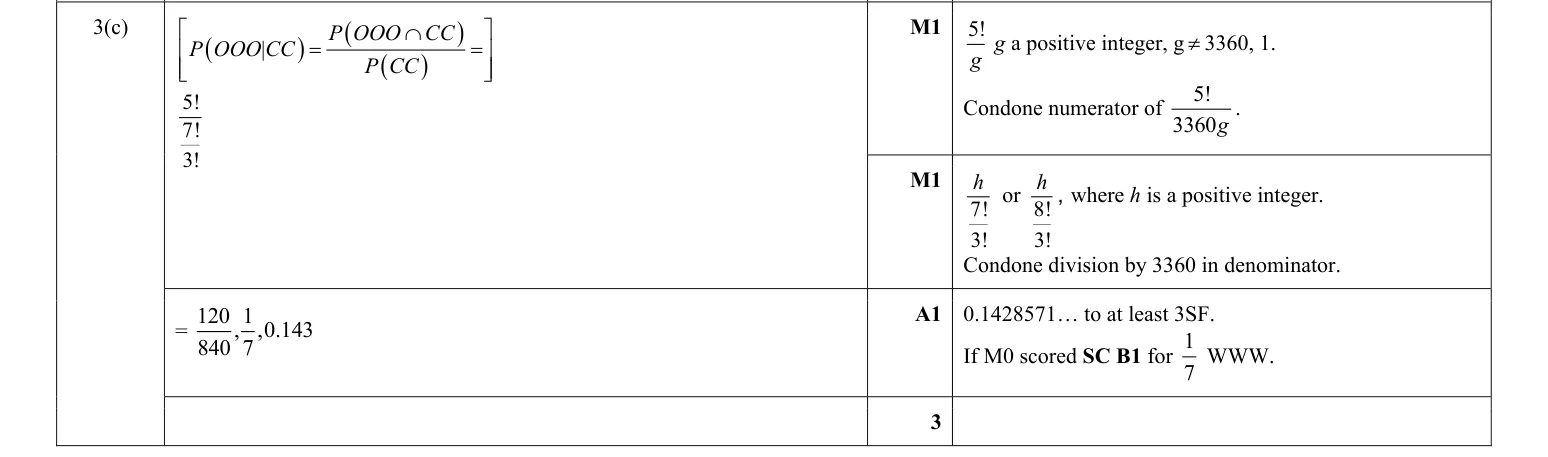 3(c)
[P(OOO|CC) = P(OOO ∩ CC) / P(CC) =]
5!
7!
3!
M1
5!/g g a positive integer, g ≠ 3360, 1.
Condone numerator of 5!/3360g .
M1
h/(7!/3!) or h/(8!/3!) , where h is a positive integer.
Condone division by 3360 in denominator.
= 120/840 , 1/7 ,0.143
A1
0.1428571… to at least 3SF.
If M0 scored SC B1 for 1/7 WWW.
3